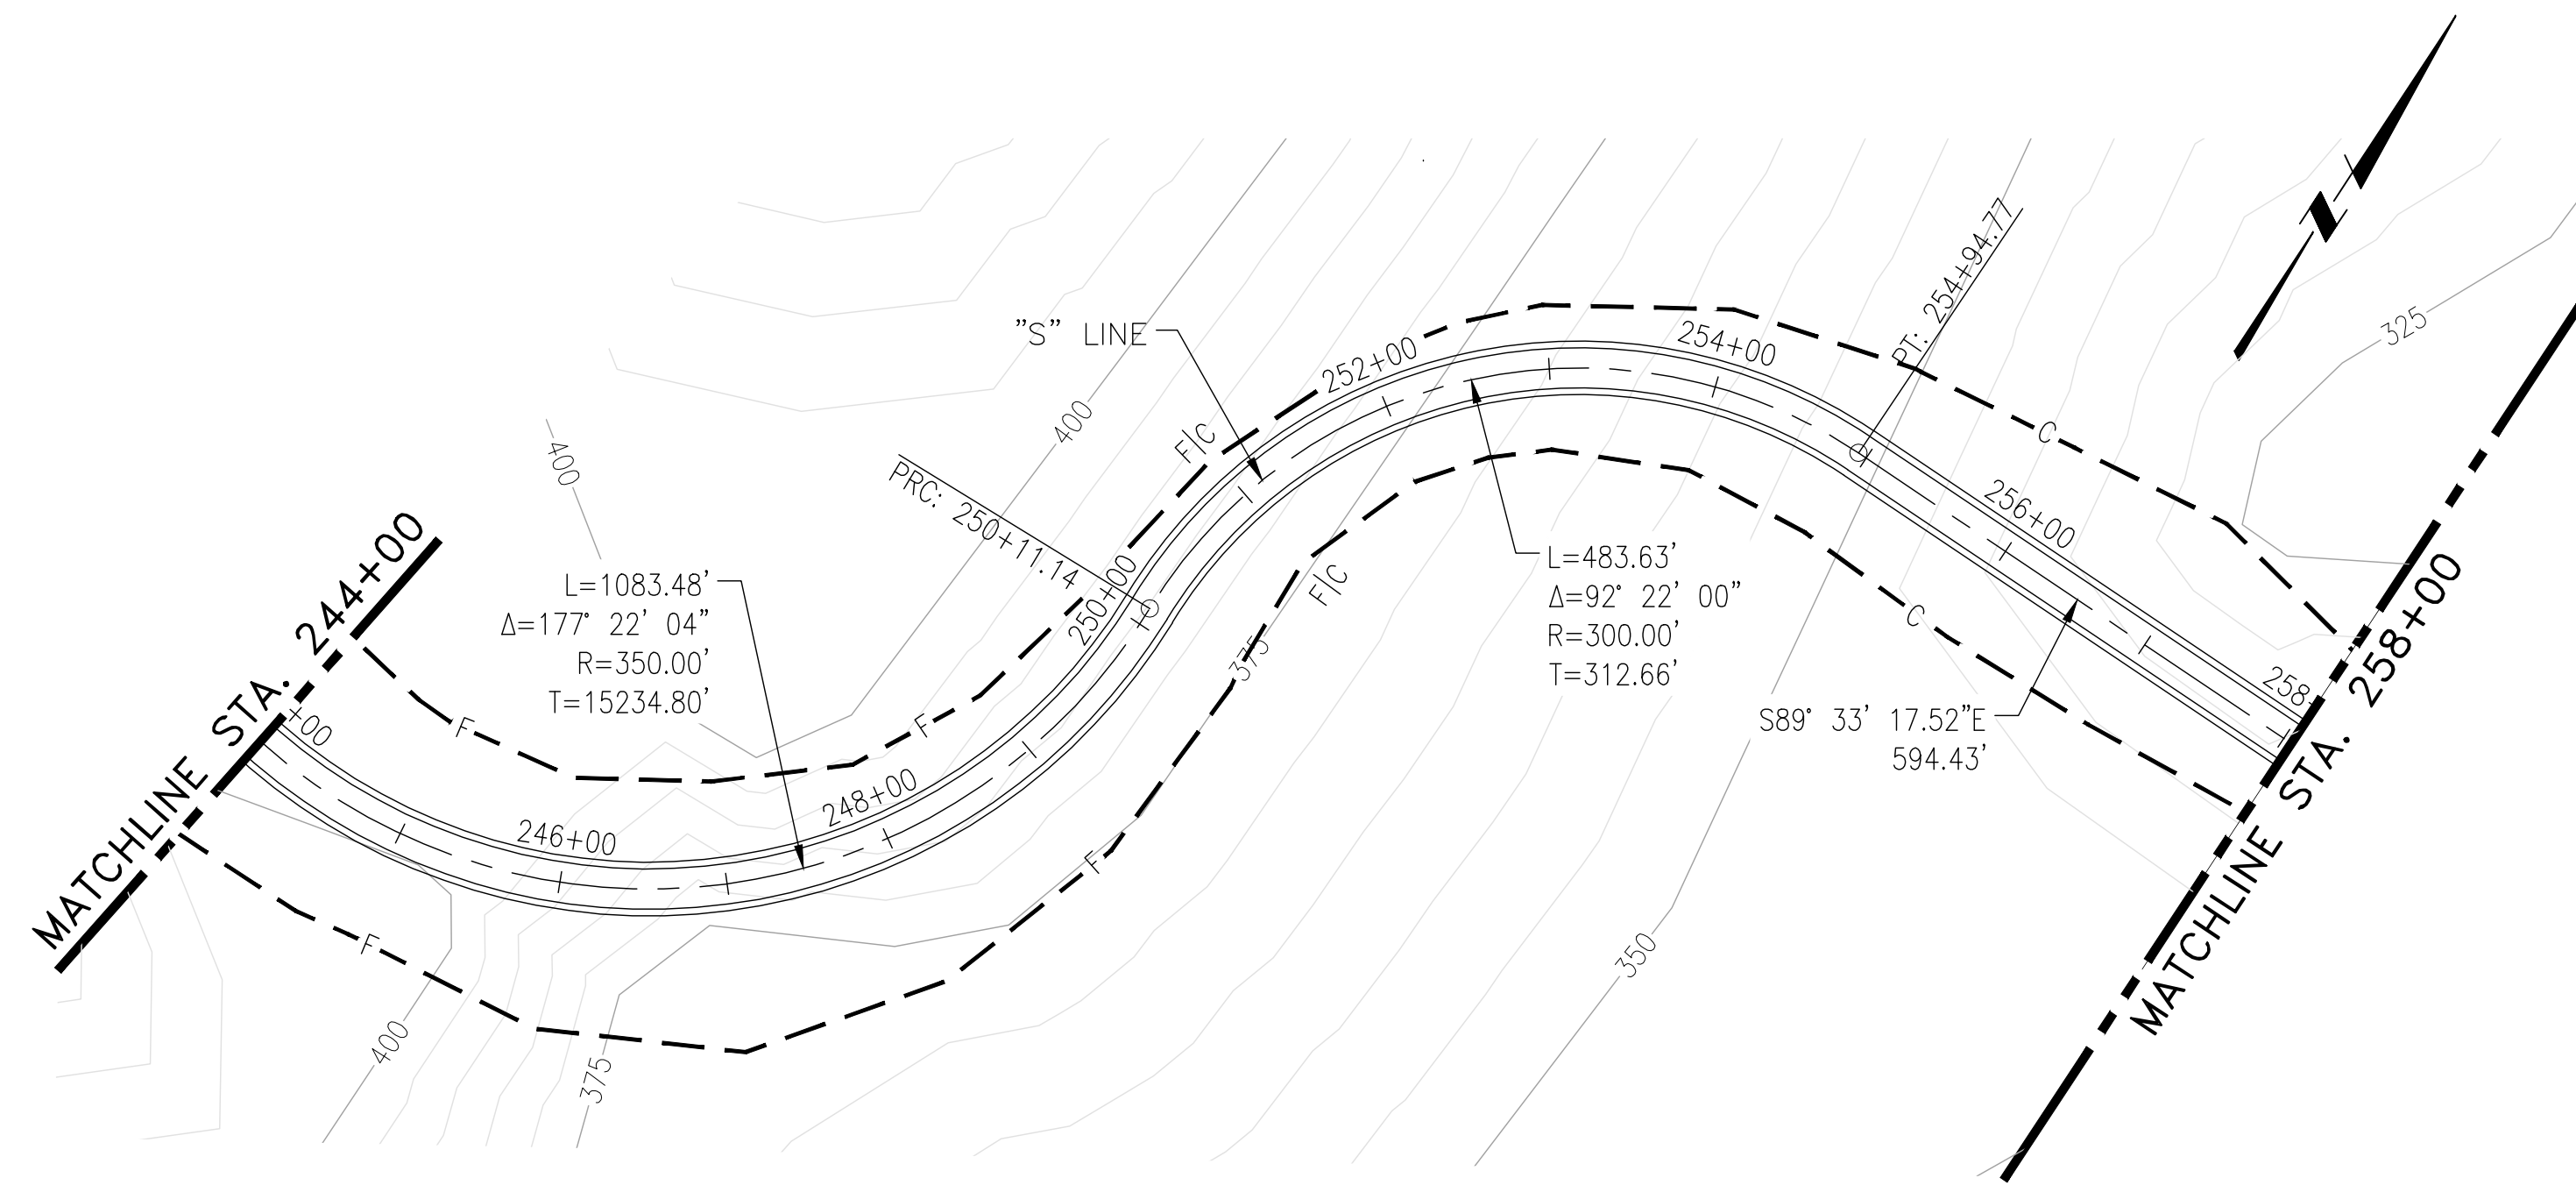 MATCHLINE STA. 244+00
+00
246+00
248+00
250+00
252+00
254+00
256+00
258+
MATCHLINE STA. 258+00
"S" LINE
PRC: 250+11.14
PT: 254+94.77
L=1083.48'
Δ=177° 22' 04"
R=350.00'
T=15234.80'
L=483.63'
Δ=92° 22' 00"
R=300.00'
T=312.66'
S89° 33' 17.52"E
594.43'
400
400
400
375
375
350
325
F
F
F
F
F|C
F|C
C
C
N